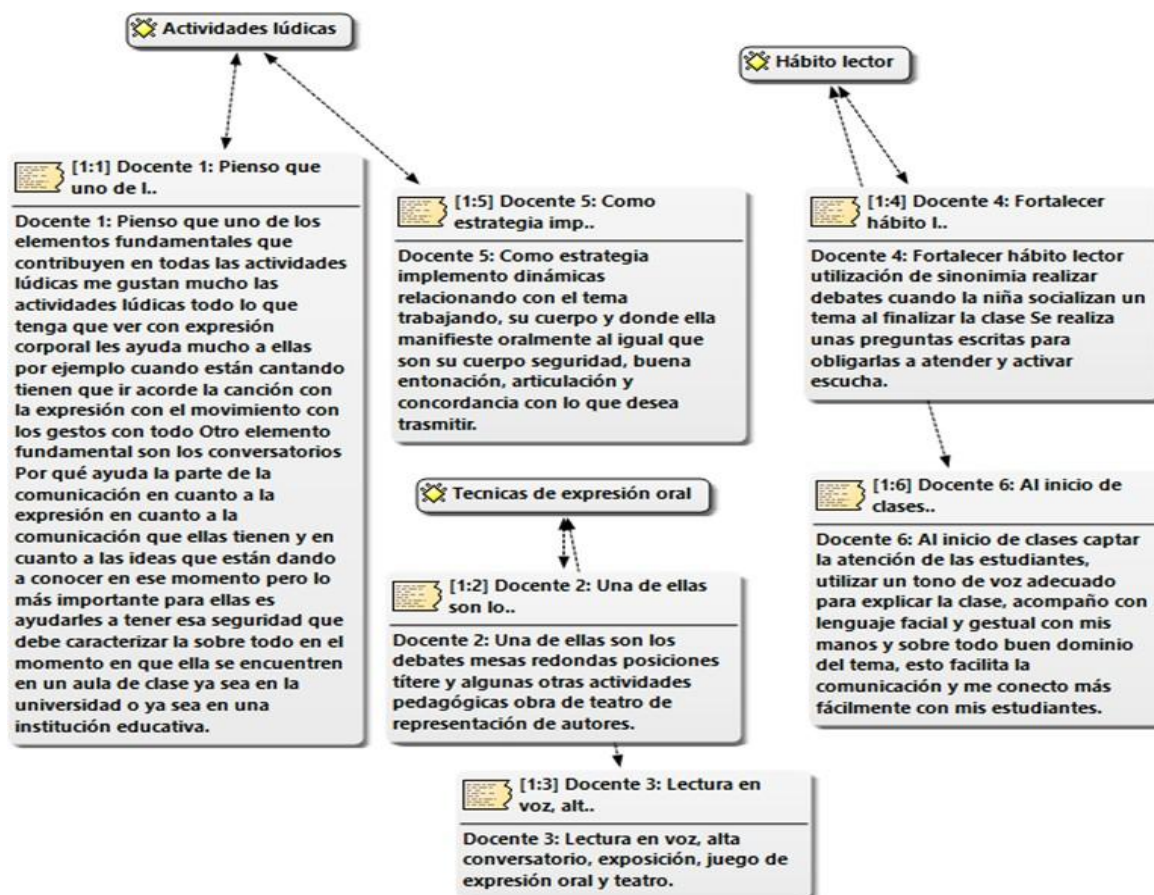 Actividades lúdicas
[1:1] Docente 1: Pienso que
uno de l..
Docente 1: Pienso que uno de los
elementos fundamentales que
contribuyen en todas las actividades
lúdicas me gustan mucho las
actividades lúdicas todo lo que
tenga que ver con expresión
corporal les ayuda mucho a ellas
por ejemplo cuando están cantando
tienen que ir acorde la canción con
la expresión con el movimiento con
los gestos con todo Otro elemento
fundamental son los conversatorios
Por qué ayuda la parte de la
comunicación en cuanto a la
expresión en cuanto a la
comunicación que ellas tienen y en
cuanto a las ideas que están dando
a conocer en ese momento pero lo
más importante para ellas es
ayudarles a tener esa seguridad que
debe caracterizar la sobre todo en el
momento en que ella se encuentren
en un aula de clase ya sea en la
universidad o ya sea en una
institución educativa.
[1:5] Docente 5: Como
estrategia imp..
Docente 5: Como estrategia
implemento dinámicas
relacionando con el tema
trabajando, su cuerpo y donde ella
manifieste oralmente al igual que
son su cuerpo seguridad, buena
entonación, articulación y
concordancia con lo que desea
trasmitir.
Tecnicas de expresión oral
[1:2] Docente 2: Una de ellas
son lo..
Docente 2: Una de ellas son los
debates mesas redondas posiciones
títere y algunas otras actividades
pedagógicas obra de teatro de
representación de autores.
[1:3] Docente 3: Lectura en
voz, alt..
Docente 3: Lectura en voz, alta
conversatorio, exposición, juego de
expresión oral y teatro.
Hábito lector
[1:4] Docente 4: Fortalecer
hábito l..
Docente 4: Fortalecer hábito lector
utilización de sinonimia realizar
debates cuando la niña socializan un
tema al finalizar la clase Se realiza
unas preguntas escritas para
obligarlas a atender y activar
escucha.
[1:6] Docente 6: Al inicio de
clases..
Docente 6: Al inicio de clases captar
la atención de las estudiantes,
utilizar un tono de voz adecuado
para explicar la clase, acompaño con
lenguaje facial y gestual con mis
manos y sobre todo buen dominio
del tema, esto facilita la
comunicación y me conecto más
fácilmente con mis estudiantes.